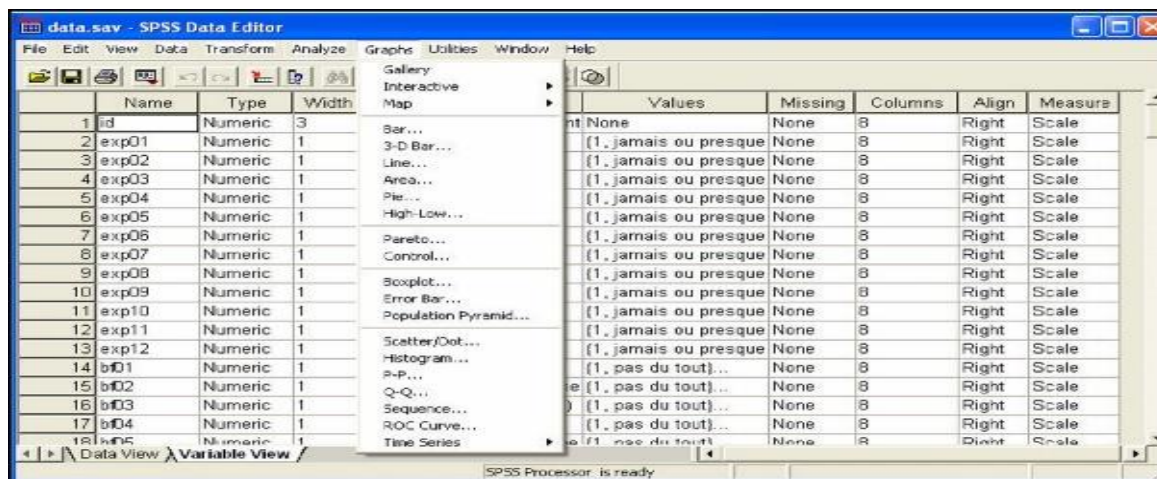 data.sav - SPSS Data Editor
File Edit View Data Transform Analyze Graphs Utilities Window Help
Gallery
Interactive
Map
Bar...
3-D Bar...
Line...
Area...
Pie...
High-Low...
Pareto...
Control...
Boxplot...
Error Bar...
Population Pyramid...
Scatter/Dot...
Histogram...
P-P...
Q-Q...
Sequence...
ROC Curve...
Time Series
Name Type Width Values Missing Columns Align Measure
1 id Numeric 3 nt None None 8 Right Scale
2 exp01 Numeric 1 {1, jamais ou presque None 8 Right Scale
3 exp02 Numeric 1 {1, jamais ou presque None 8 Right Scale
4 exp03 Numeric 1 {1, jamais ou presque None 8 Right Scale
5 exp04 Numeric 1 {1, jamais ou presque None 8 Right Scale
6 exp05 Numeric 1 {1, jamais ou presque None 8 Right Scale
7 exp06 Numeric 1 {1, jamais ou presque None 8 Right Scale
8 exp07 Numeric 1 {1, jamais ou presque None 8 Right Scale
9 exp08 Numeric 1 {1, jamais ou presque None 8 Right Scale
10 exp09 Numeric 1 {1, jamais ou presque None 8 Right Scale
11 exp10 Numeric 1 {1, jamais ou presque None 8 Right Scale
12 exp11 Numeric 1 {1, jamais ou presque None 8 Right Scale
13 exp12 Numeric 1 {1, jamais ou presque None 8 Right Scale
14 bf01 Numeric 1 {1, pas du tout}... None 8 Right Scale
15 bf02 Numeric 1 e {1, pas du tout}... None 8 Right Scale
16 bf03 Numeric 1 ) {1, pas du tout}... None 8 Right Scale
17 bf04 Numeric 1 {1, pas du tout}... None 8 Right Scale
18 bf05 Numeric 1 {1, pas du tout}... None 8 Right Scale
Data View Variable View
SPSS Processor is ready